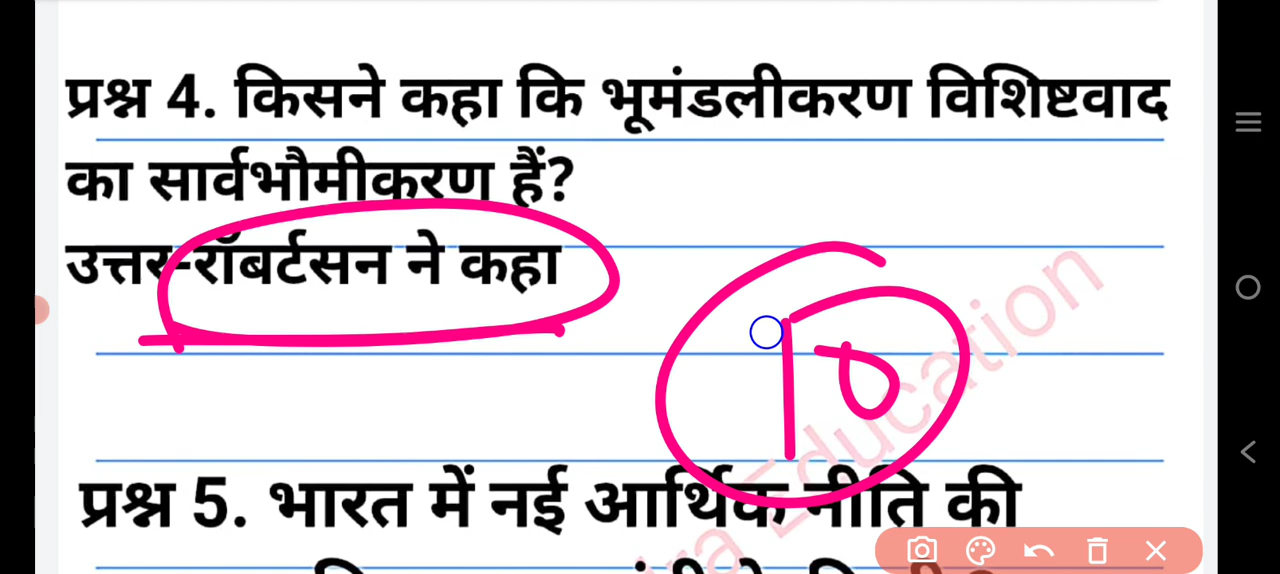 प्रश्न 4. किसने कहा कि भूमंडलीकरण विशिष्टवाद
का सार्वभौमीकरण हैं?
उत्तर-रॉबर्टसन ने कहा
10
Education
प्रश्न 5. भारत में नई आर्थिक नीति की